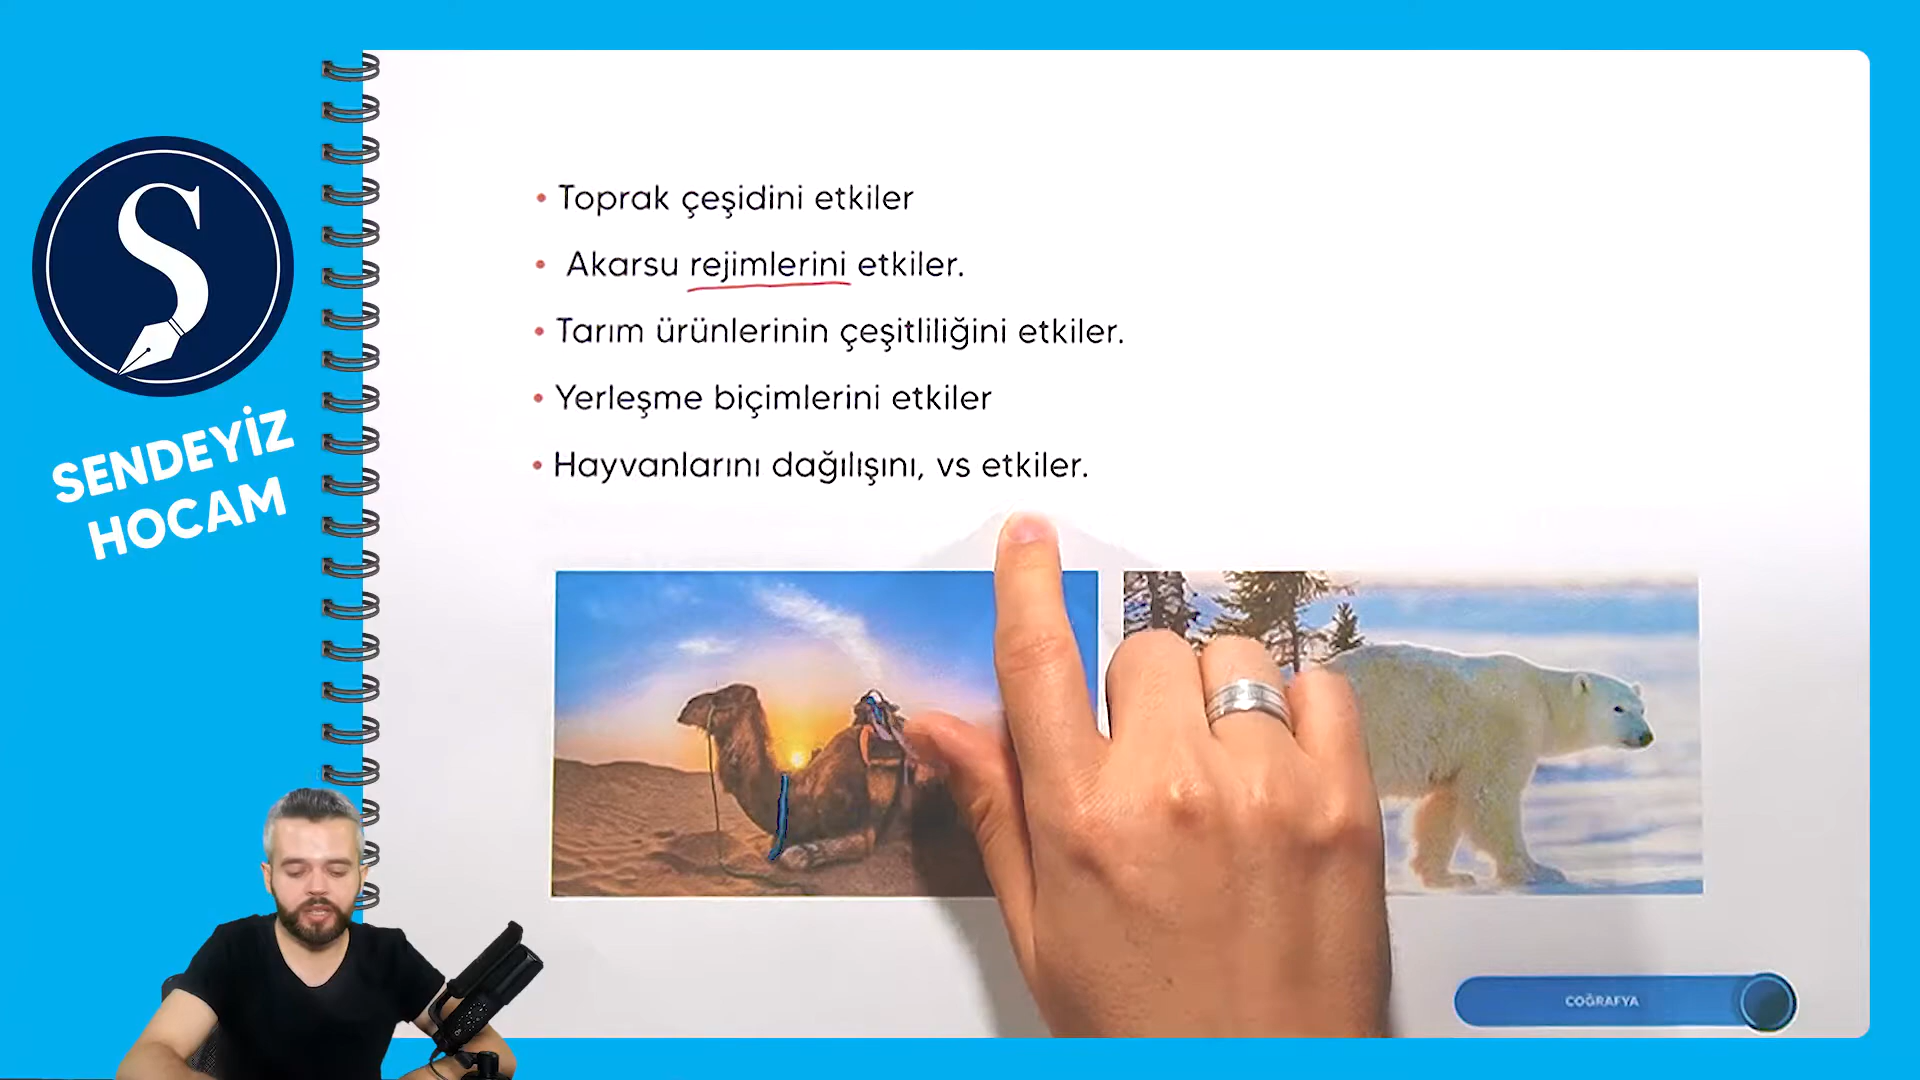 SENDEYİZ
HOCAM
• Toprak çeşidini etkiler
• Akarsu rejimlerini etkiler.
• Tarım ürünlerinin çeşitliliğini etkiler.
• Yerleşme biçimlerini etkiler
• Hayvanlarını dağılışını, vs etkiler.
COĞRAFYA